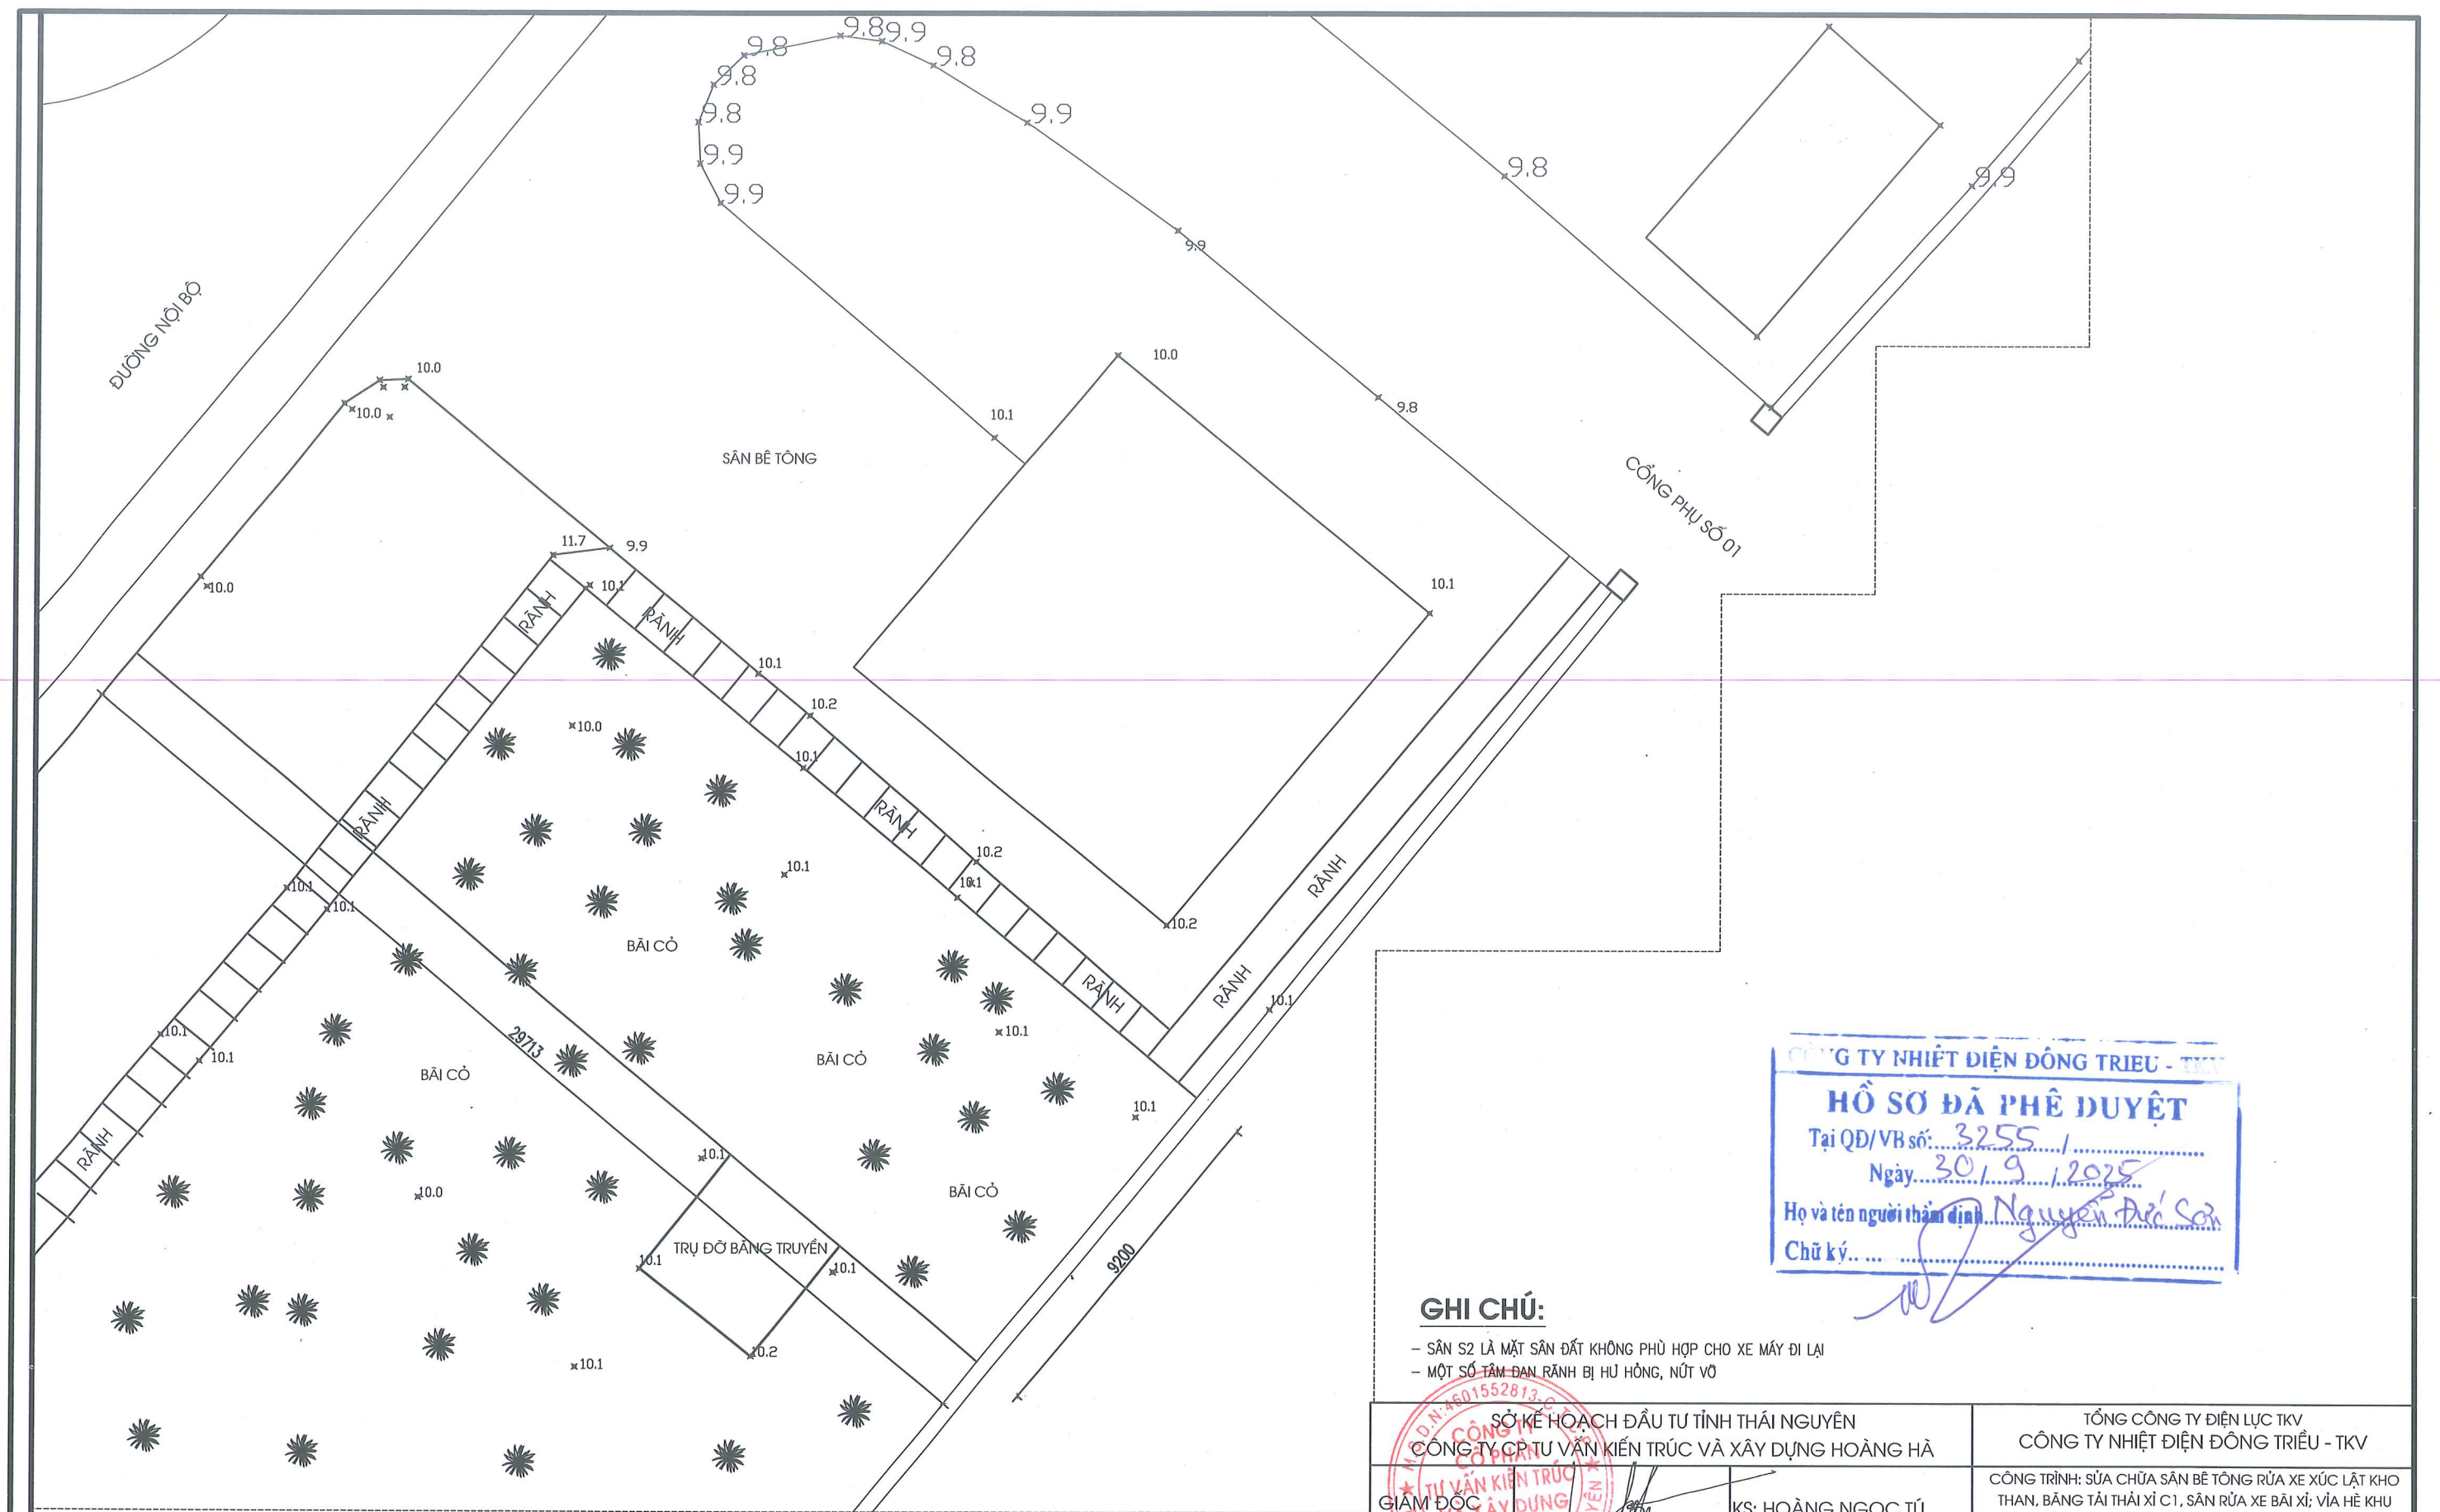 9.8
9.8
9.9
9.8
9.8
9.8
9.9
9.9
9.9
9.8
9.9
9.9
ĐƯỜNG NỘI BỘ
10.0
10.0
10.0
10.1
10.0
9.8
SÂN BÊ TÔNG
CỔNG PHỤ SỐ 01
11.7
9.9
10.1
10.0
10.1
RÃNH
RÃNH
10.1
10.2
10.0
10.1
RÃNH
RÃNH
10.2
10.1
10.1
RÃNH
10.1
10.1
10.2
BÃI CỎ
RÃNH
RÃNH
10.1
10.1
10.1
29713
10.1
BÃI CỎ
BÃI CỎ
10.1
RÃNH
10.1
10.0
BÃI CỎ
TRỤ ĐỠ BĂNG TRUYỀN
10.1
10.1
9200
10.2
10.1
G TY NHIỆT ĐIỆN ĐÔNG TRIỀU - TKV
HỒ SƠ ĐÃ PHÊ DUYỆT
Tại QĐ/VB số: 3255 /
Ngày 30 / 9 / 2025
Họ và tên người thẩm định Nguyễn Đức Sơn
Chữ ký
GHI CHÚ:
- SÂN S2 LÀ MẶT SÂN ĐẤT KHÔNG PHÙ HỢP CHO XE MÁY ĐI LẠI
- MỘT SỐ TẤM ĐAN RÃNH BỊ HƯ HỎNG, NỨT VỠ
SỞ KẾ HOẠCH ĐẦU TƯ TỈNH THÁI NGUYÊN
CÔNG TY CP TƯ VẤN KIẾN TRÚC VÀ XÂY DỰNG HOÀNG HÀ
TỔNG CÔNG TY ĐIỆN LỰC TKV
CÔNG TY NHIỆT ĐIỆN ĐÔNG TRIỀU - TKV
M.S.D.N:4601552813-C.T.C.P
CÔNG TY
CỔ PHẦN
TƯ VẤN KIẾN TRÚC
XÂY DỰNG
GIÁM ĐỐC
KS: HOÀNG NGỌC TÚ
CÔNG TRÌNH: SỬA CHỮA SÂN BÊ TÔNG RỬA XE XÚC LẬT KHO
THAN, BĂNG TẢI THẢI XỈ C1, SÂN RỬA XE BÃI XỈ; VỈA HÈ KHU